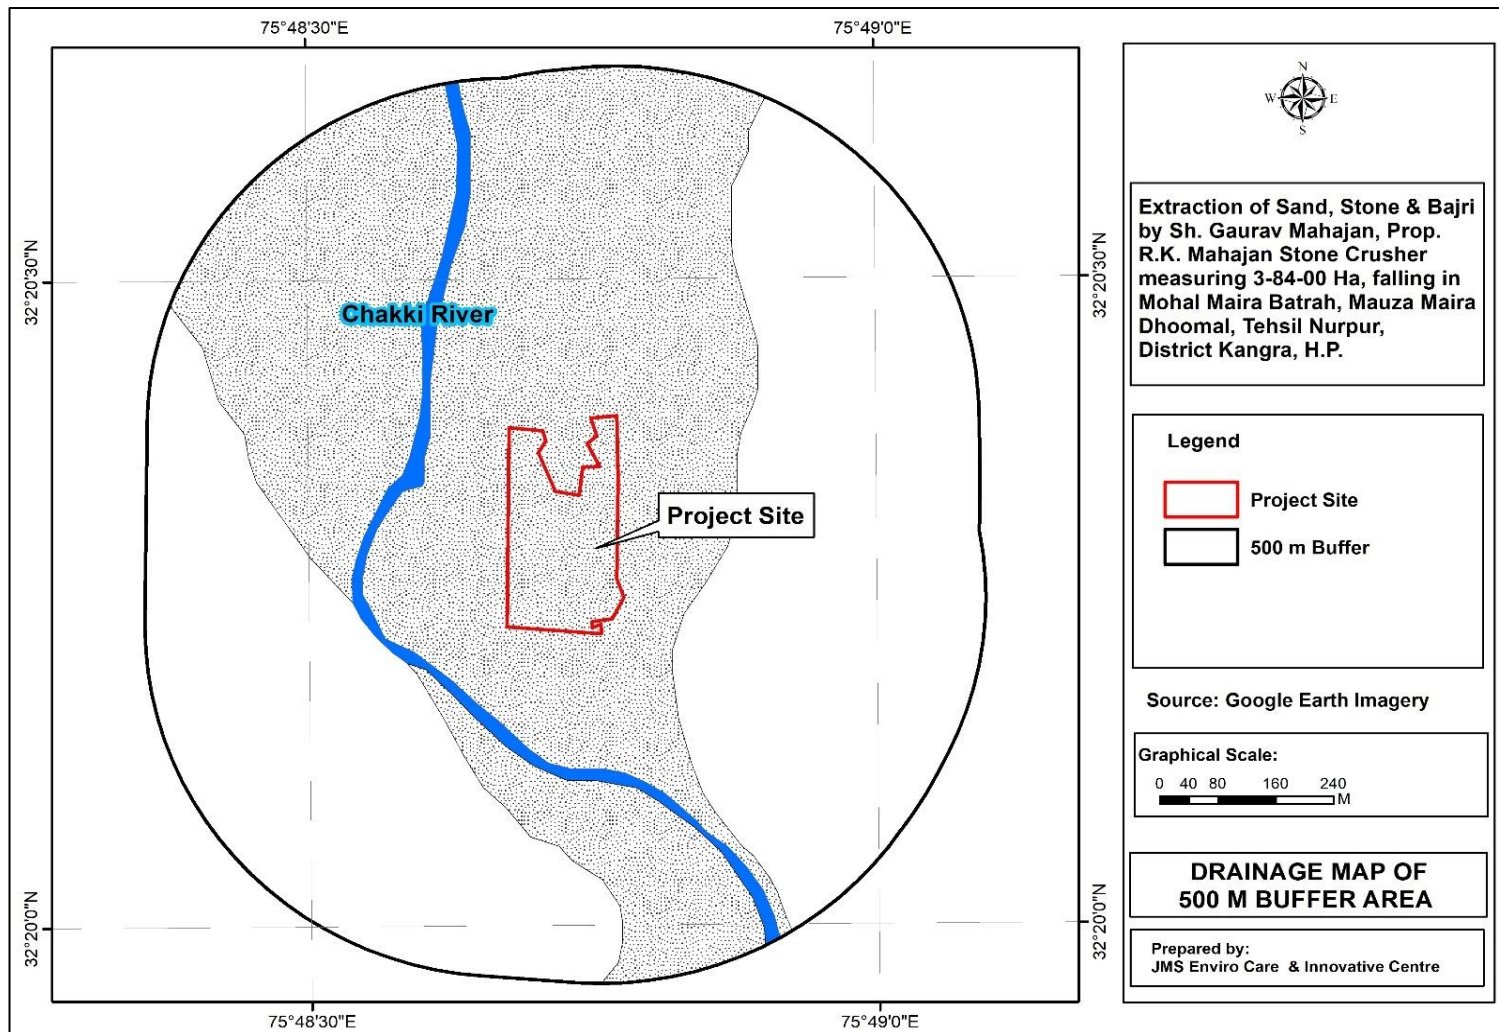 75°48'30"E
75°49'0"E
32°20'30"N
32°20'30"N
Chakki River
Project Site
32°20'0"N
32°20'0"N
75°48'30"E
75°49'0"E
N
W
E
S
Extraction of Sand, Stone & Bajri
by Sh. Gaurav Mahajan, Prop.
R.K. Mahajan Stone Crusher
measuring 3-84-00 Ha, falling in
Mohal Maira Batrah, Mauza Maira
Dhoomal, Tehsil Nurpur,
District Kangra, H.P.
Legend
Project Site
500 m Buffer
Source: Google Earth Imagery
Graphical Scale:
0 40 80 160 240
M
DRAINAGE MAP OF
500 M BUFFER AREA
Prepared by:
JMS Enviro Care & Innovative Centre